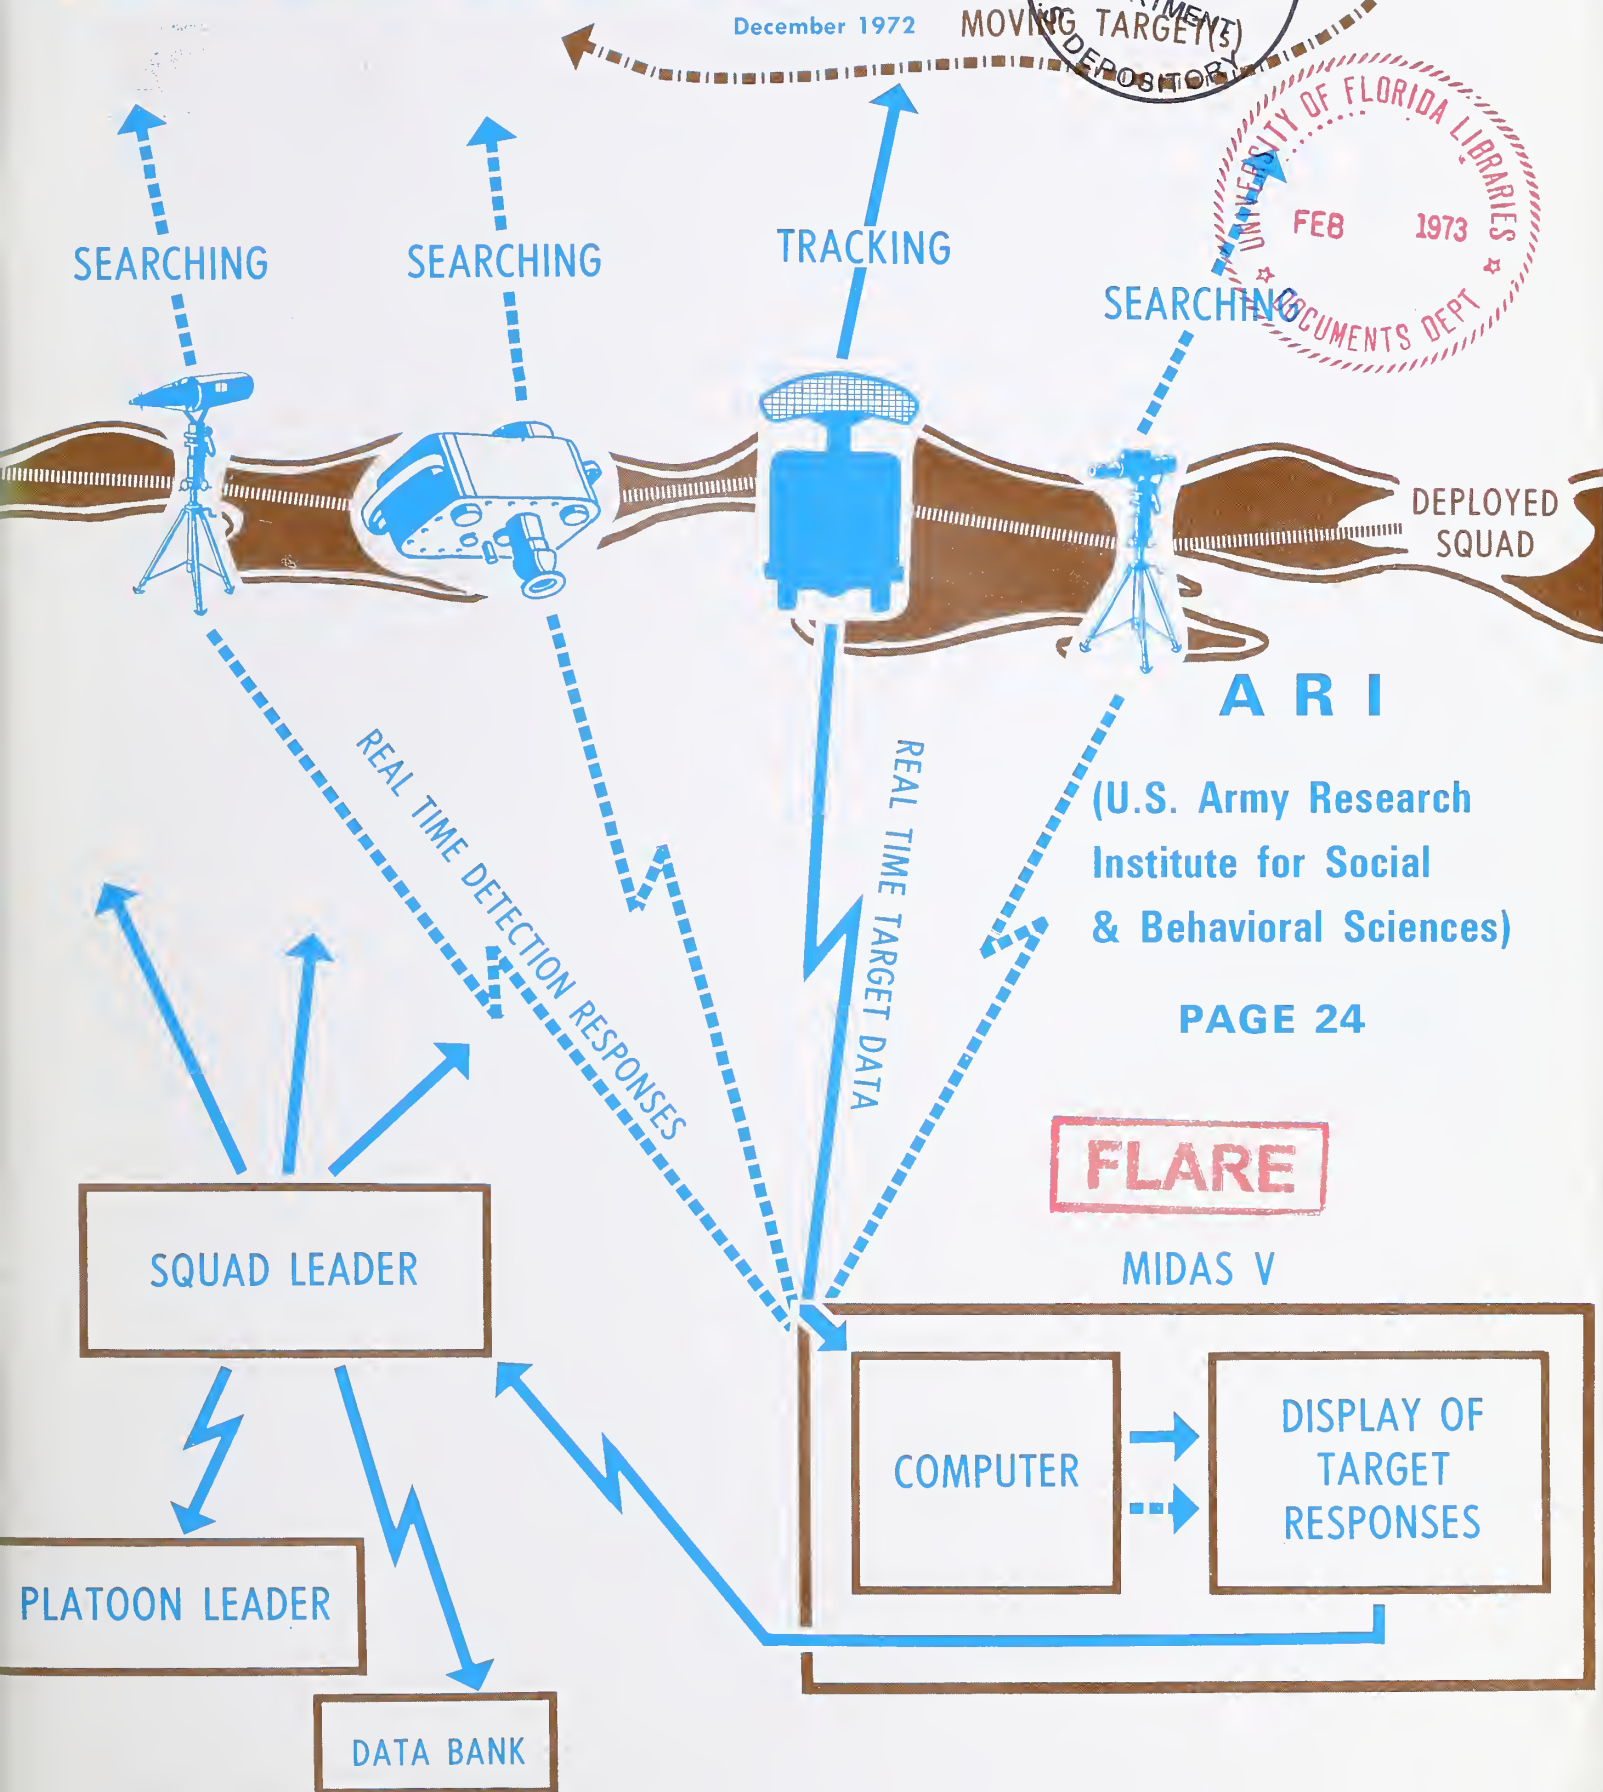 December 1972
MOVING TARGET(S)
DEPOSITORY
UNIVERSITY OF FLORIDA LIBRARIES
FEB 1973
DOCUMENTS DEPT
SEARCHING
SEARCHING
TRACKING
SEARCHING
DEPLOYED
SQUAD
A R I
(U.S. Army Research
Institute for Social
& Behavioral Sciences)
PAGE 24
REAL TIME DETECTION RESPONSES
REAL TIME TARGET DATA
FLARE
MIDAS V
SQUAD LEADER
COMPUTER
DISPLAY OF
TARGET
RESPONSES
PLATOON LEADER
DATA BANK